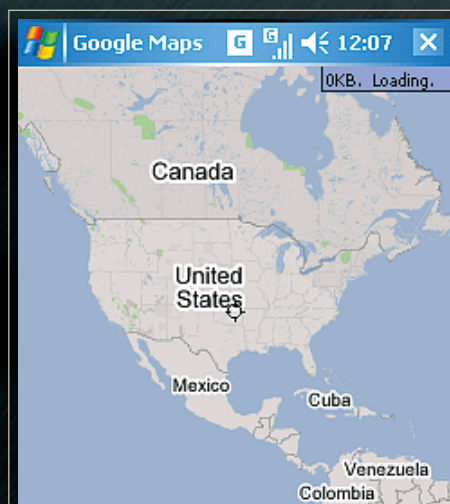 Google Maps G G 12:07
0KB. Loading.
Canada
United
States
Mexico
Cuba
Venezuela
Colombia